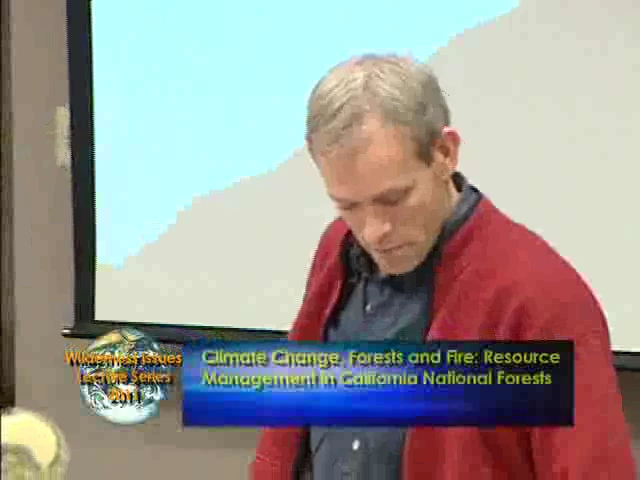 Wilderness Issues
Lecture Series
2011
Climate Change, Forests and Fire: Resource
Management in California National Forests